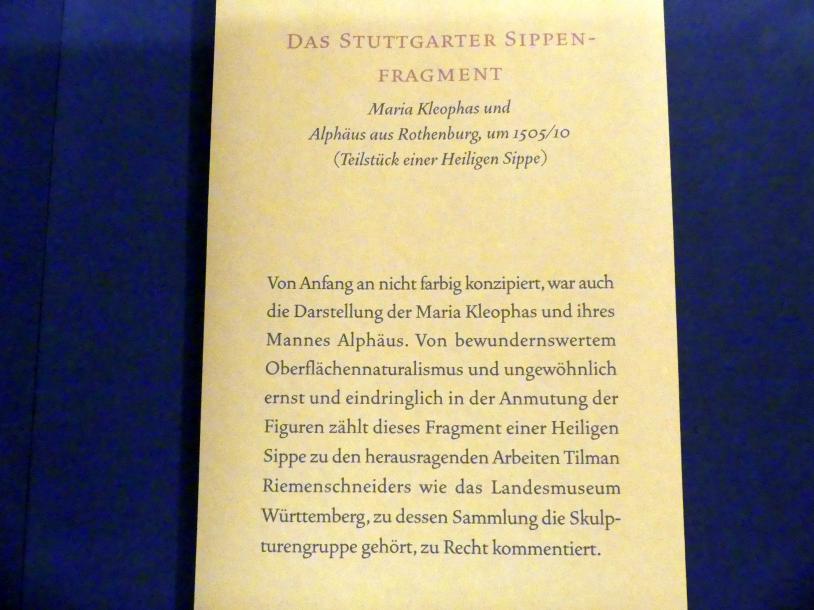 Das Stuttgarter Sippen-
fragment
Maria Kleophas und
Alphäus aus Rothenburg, um 1505/10
(Teilstück einer Heiligen Sippe)
Von Anfang an nicht farbig konzipiert, war auch
die Darstellung der Maria Kleophas und ihres
Mannes Alphäus. Von bewundernswertem
Oberflächennaturalismus und ungewöhnlich
ernst und eindringlich in der Anmutung der
Figuren zählt dieses Fragment einer Heiligen
Sippe zu den herausragenden Arbeiten Tilman
Riemenschneiders wie das Landesmuseum
Württemberg, zu dessen Sammlung die Skulp-
turengruppe gehört, zu Recht kommentiert.